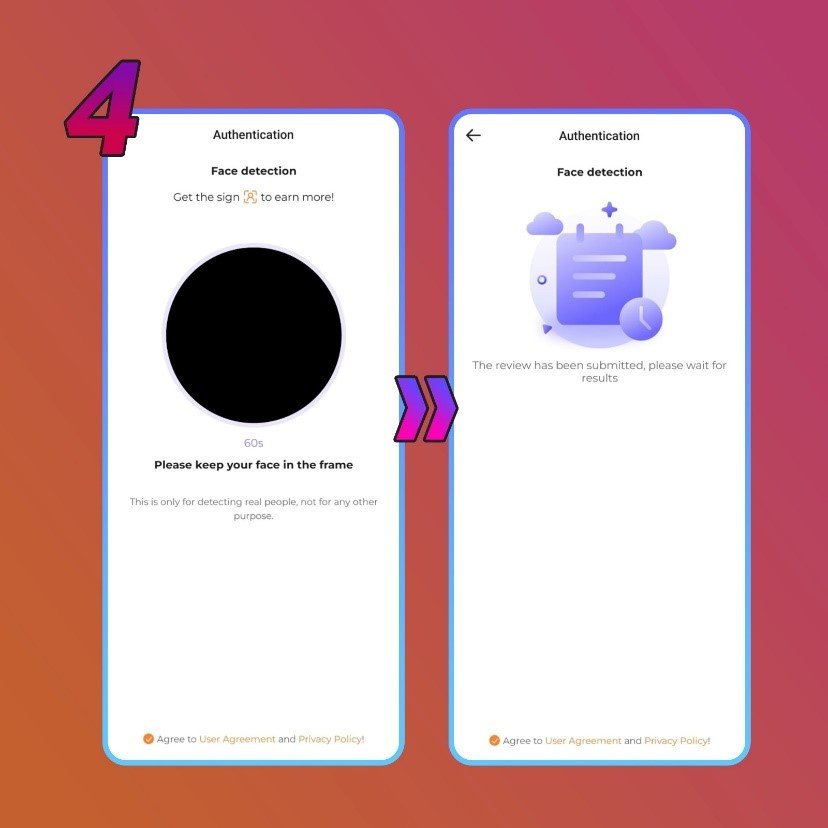 4
Authentication
Face detection
Get the sign to earn more!
60s
Please keep your face in the frame
This is only for detecting real people, not for any other
purpose.
Agree to User Agreement and Privacy Policy!
Authentication
Face detection
The review has been submitted, please wait for
results
Agree to User Agreement and Privacy Policy!